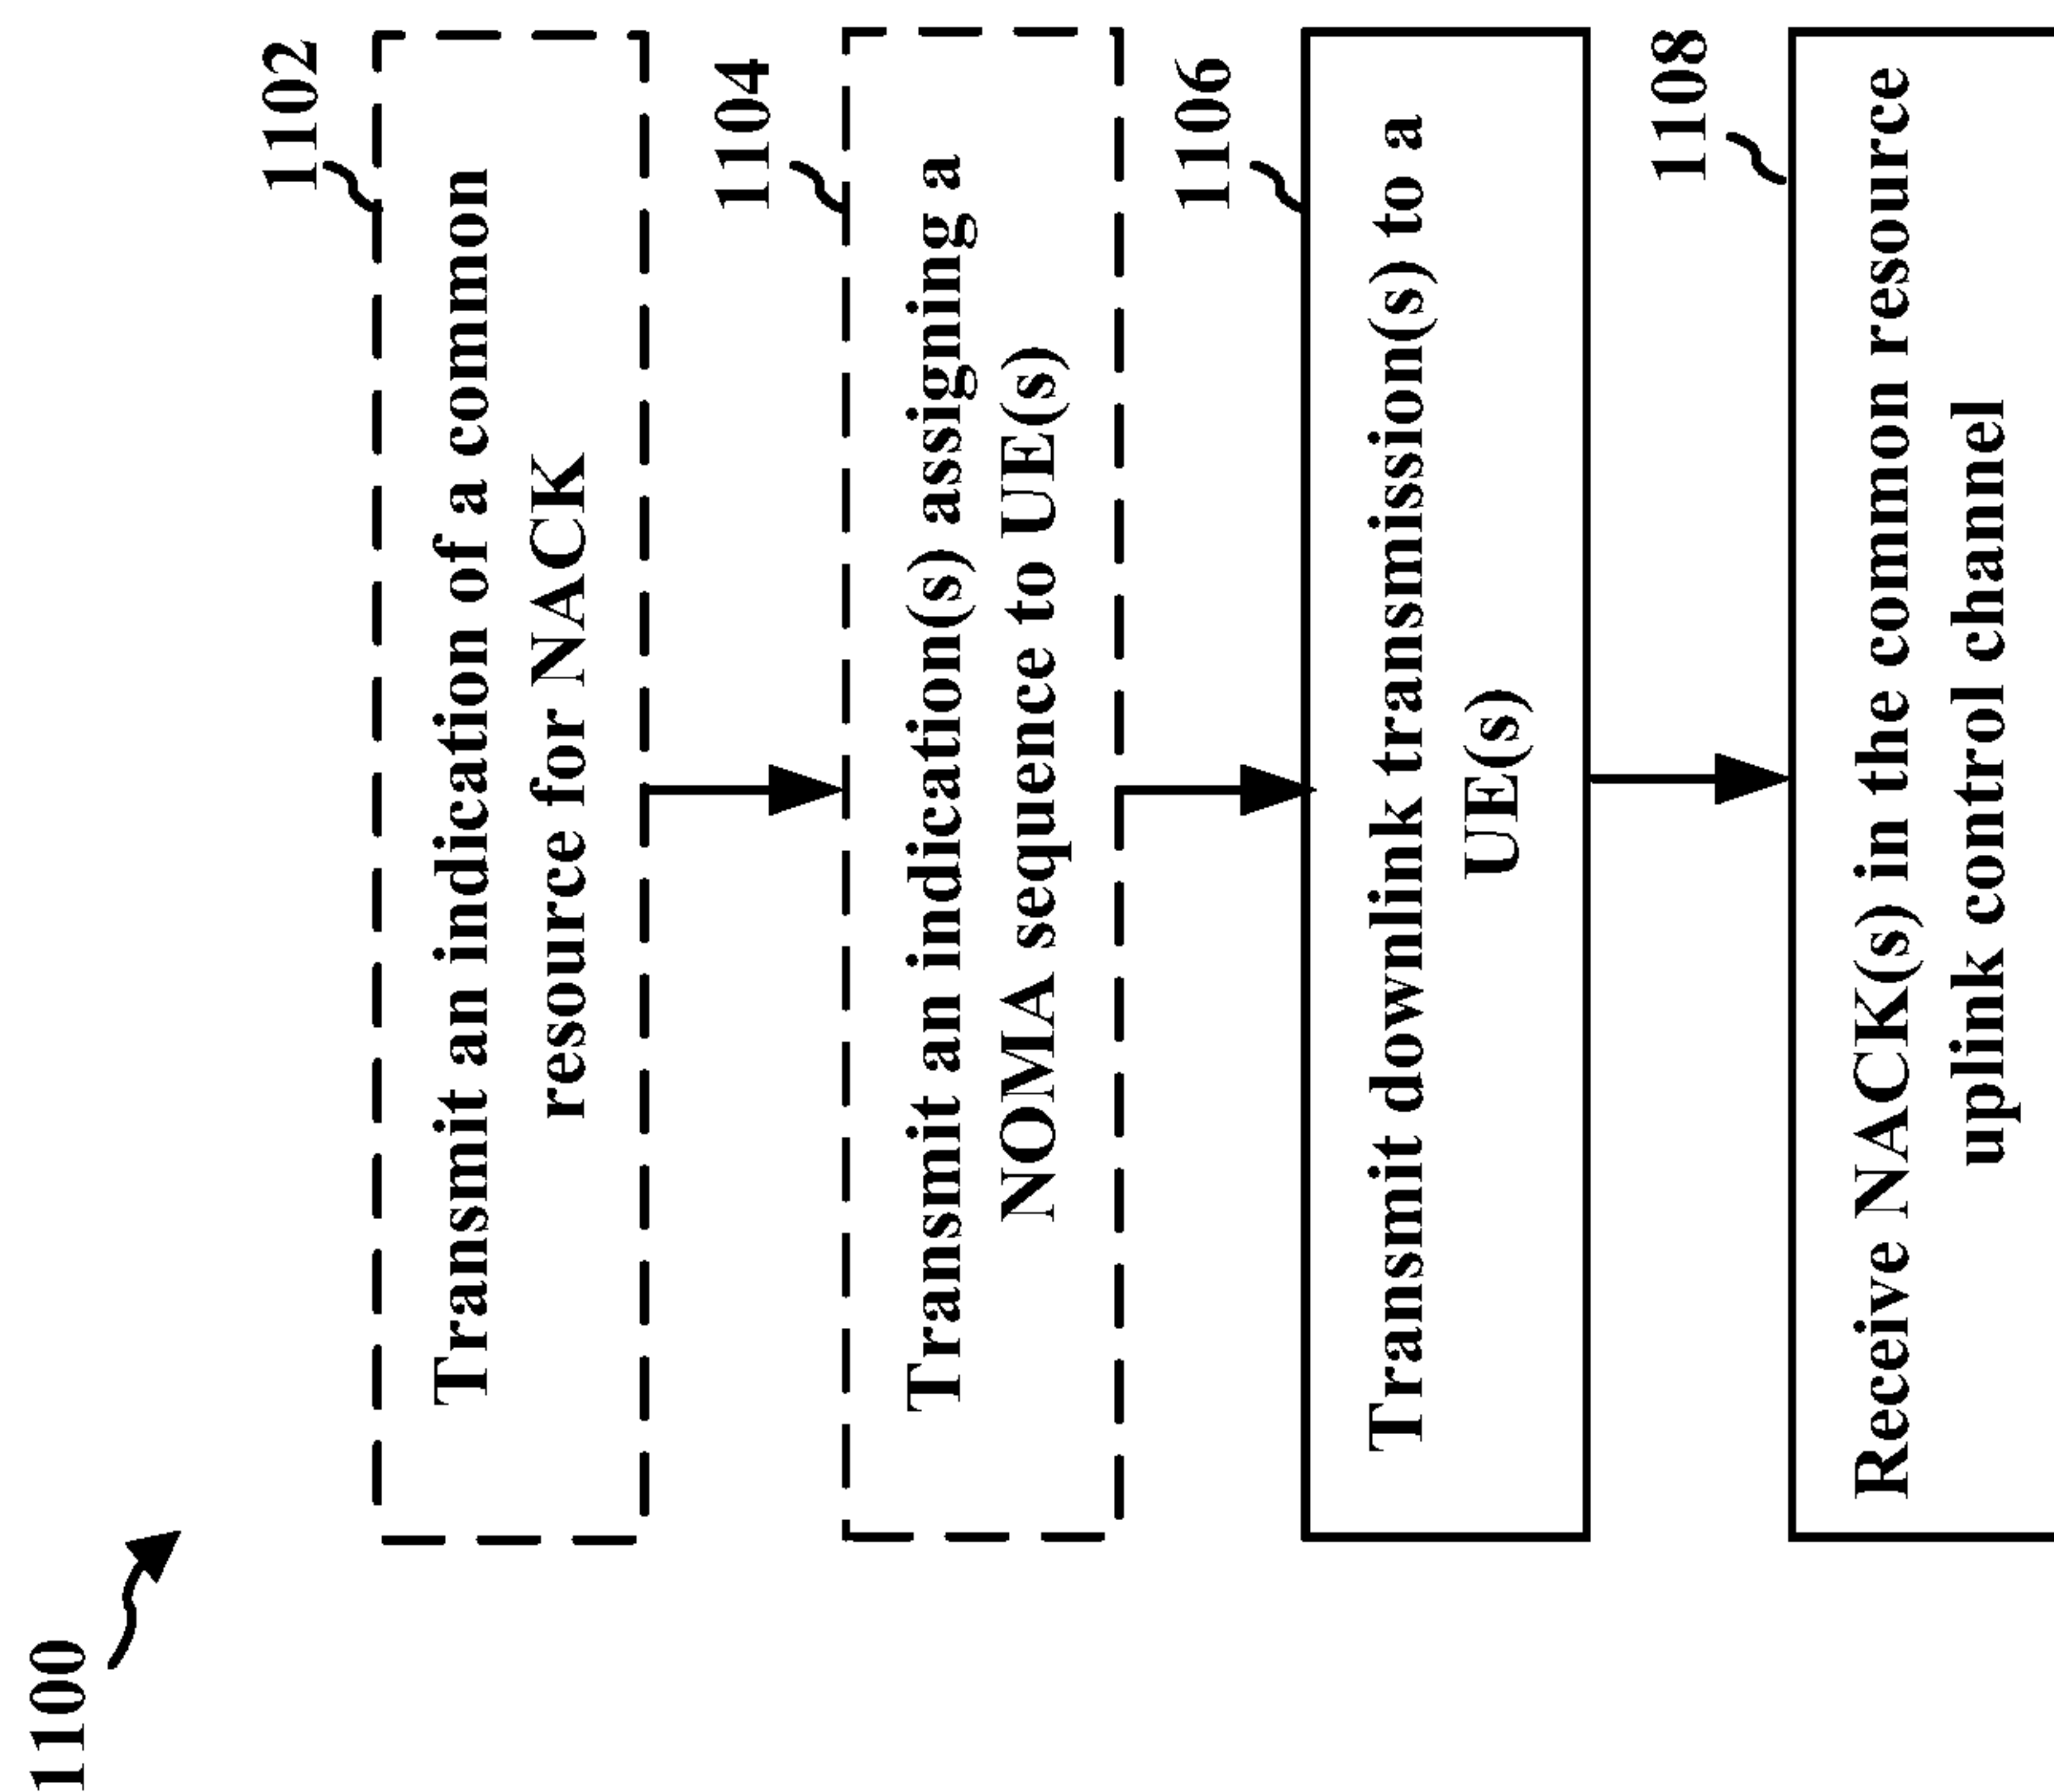 1100
1102
Transmit an indication of a common
resource for NACK
1104
Transmit an indication(s) assigning a
NOMA sequence to UE(s)
1106
Transmit downlink transmission(s) to a
UE(s)
1108
Receive NACK(s) in the common resource
uplink control channel